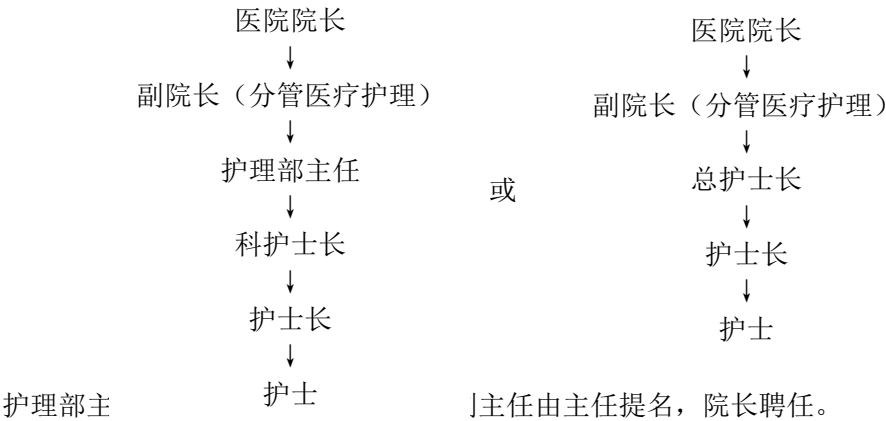 医院院长
↓
副院长（分管医疗护理）
↓
护理部主任
↓
科护士长
↓
护士长
↓
护士
或
医院院长
↓
副院长（分管医疗护理）
↓
总护士长
↓
护士长
↓
护士
护理部主
主任由主任提名，院长聘任。